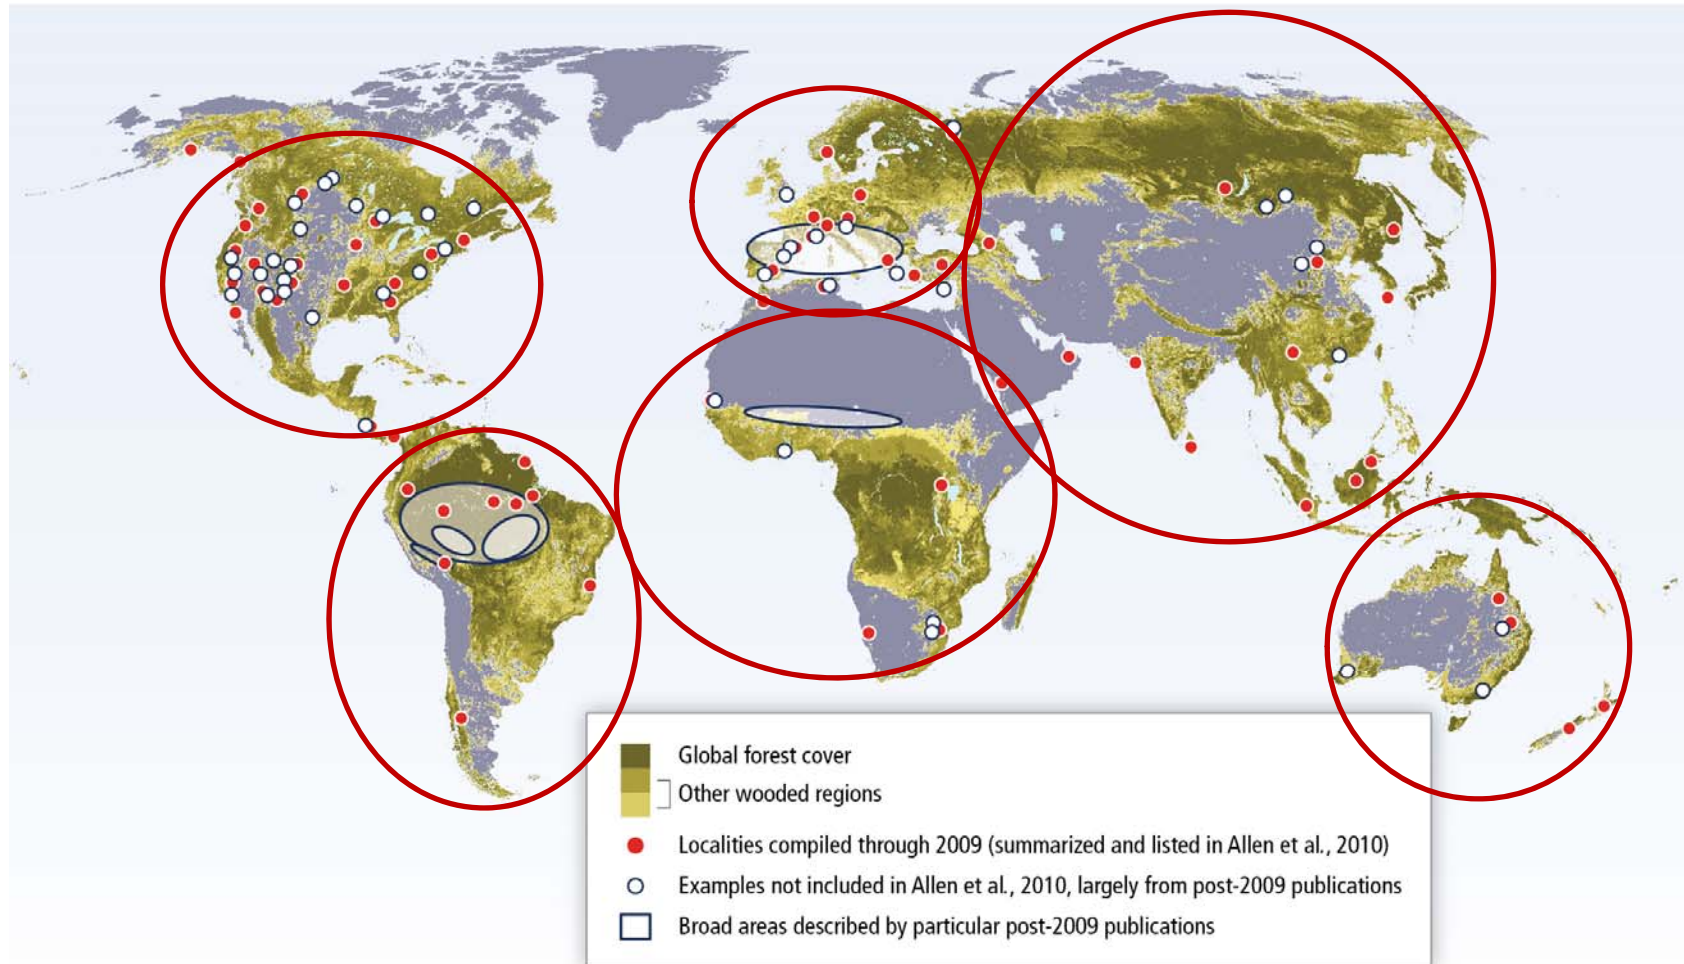 Global forest cover
Other wooded regions
Localities compiled through 2009 (summarized and listed in Allen et al., 2010)
Examples not included in Allen et al., 2010, largely from post-2009 publications
Broad areas described by particular post-2009 publications